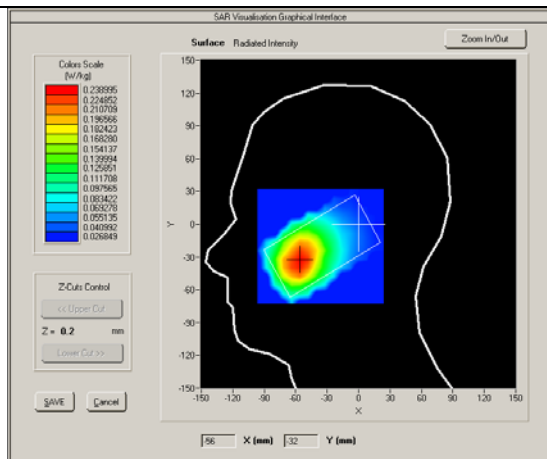 SAR Visualisation Graphical Interface
Surface Radiated Intensity
Zoom In/Out
Colors Scale
(W/kg)
0.238995
0.224852
0.210709
0.196566
0.182423
0.168280
0.154137
0.139994
0.125851
0.111708
0.097565
0.083422
0.069278
0.055135
0.040992
0.026849
Z-Cuts Control
<< Upper Cut
Z = 0.2 mm
Lower Cut >>
SAVE Cancel
150
120
90
60
30
0
-30
-60
-90
-120
-150
Y
-150 -120 -90 -60 -30 0 30 60 90 120 150
X
-56 X (mm) -32 Y (mm)